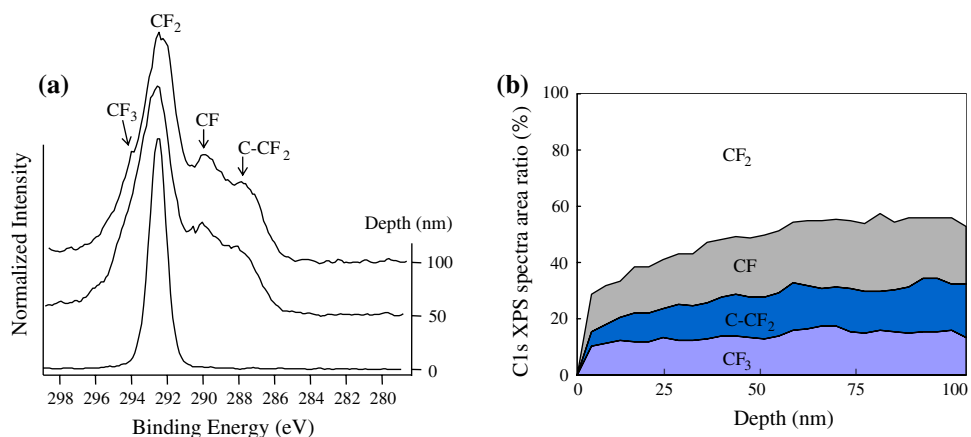 (a)
CF2
CF3
CF
C-CF2
Depth (nm)
100
50
0
Normalized Intensity
298 296 294 292 290 288 286 284 282 280
Binding Energy (eV)
(b)
C1s XPS spectra area ratio (%)
100
80
60
40
20
0
CF2
CF
C-CF2
CF3
0 25 50 75 100
Depth (nm)